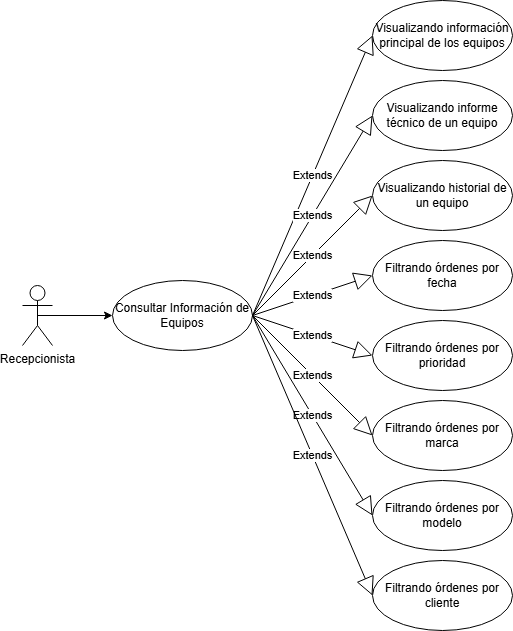 Visualizando información
principal de los equipos
Visualizando informe
técnico de un equipo
Extends
Visualizando historial de
un equipo
Extends
Extends
Filtrando órdenes por
fecha
Extends
Consultar Información de
Equipos
Recepcionista
Extends
Filtrando órdenes por
prioridad
Extends
Filtrando órdenes por
marca
Extends
Extends
Filtrando órdenes por
modelo
Filtrando órdenes por
cliente